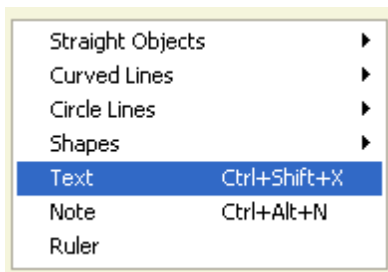 Straight Objects
Curved Lines
Circle Lines
Shapes
Text Ctrl+Shift+X
Note Ctrl+Alt+N
Ruler